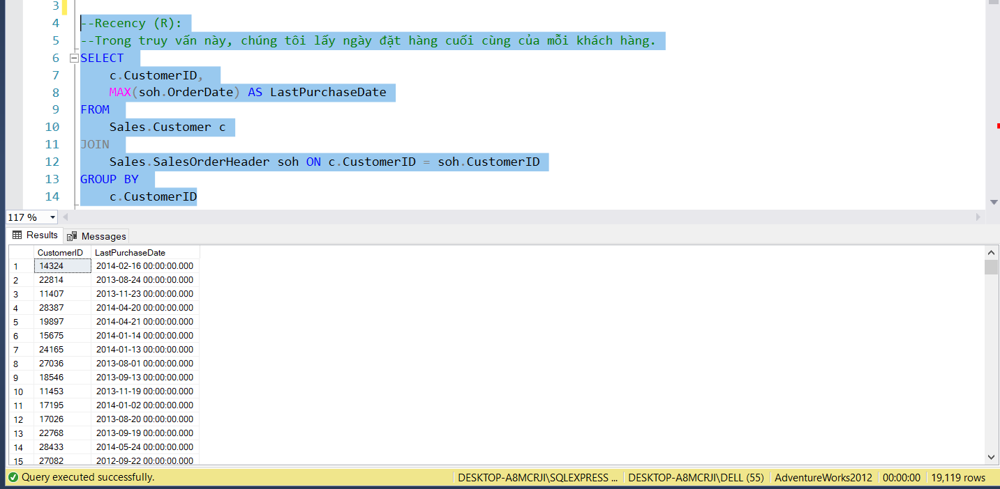 3
4 --Recency (R):
5 --Trong truy vấn này, chúng tôi lấy ngày đặt hàng cuối cùng của mỗi khách hàng.
6 SELECT
7 c.CustomerID,
8 MAX(soh.OrderDate) AS LastPurchaseDate
9 FROM
10 Sales.Customer c
11 JOIN
12 Sales.SalesOrderHeader soh ON c.CustomerID = soh.CustomerID
13 GROUP BY
14 c.CustomerID
117 %
Results Messages
CustomerID LastPurchaseDate
1 14324 2014-02-16 00:00:00.000
2 22814 2013-08-24 00:00:00.000
3 11407 2013-11-23 00:00:00.000
4 28387 2014-04-20 00:00:00.000
5 19897 2014-04-21 00:00:00.000
6 15675 2014-01-14 00:00:00.000
7 24165 2014-01-13 00:00:00.000
8 27036 2013-08-01 00:00:00.000
9 18546 2013-09-13 00:00:00.000
10 11453 2013-11-19 00:00:00.000
11 17195 2014-01-02 00:00:00.000
12 17026 2013-08-20 00:00:00.000
13 22768 2013-09-19 00:00:00.000
14 28433 2014-05-24 00:00:00.000
15 27082 2012-09-22 00:00:00.000
Query executed successfully. DESKTOP-A8MCRJI\SQLEXPRESS ... DESKTOP-A8MCRJI\DELL (55) AdventureWorks2012 00:00:00 19,119 rows